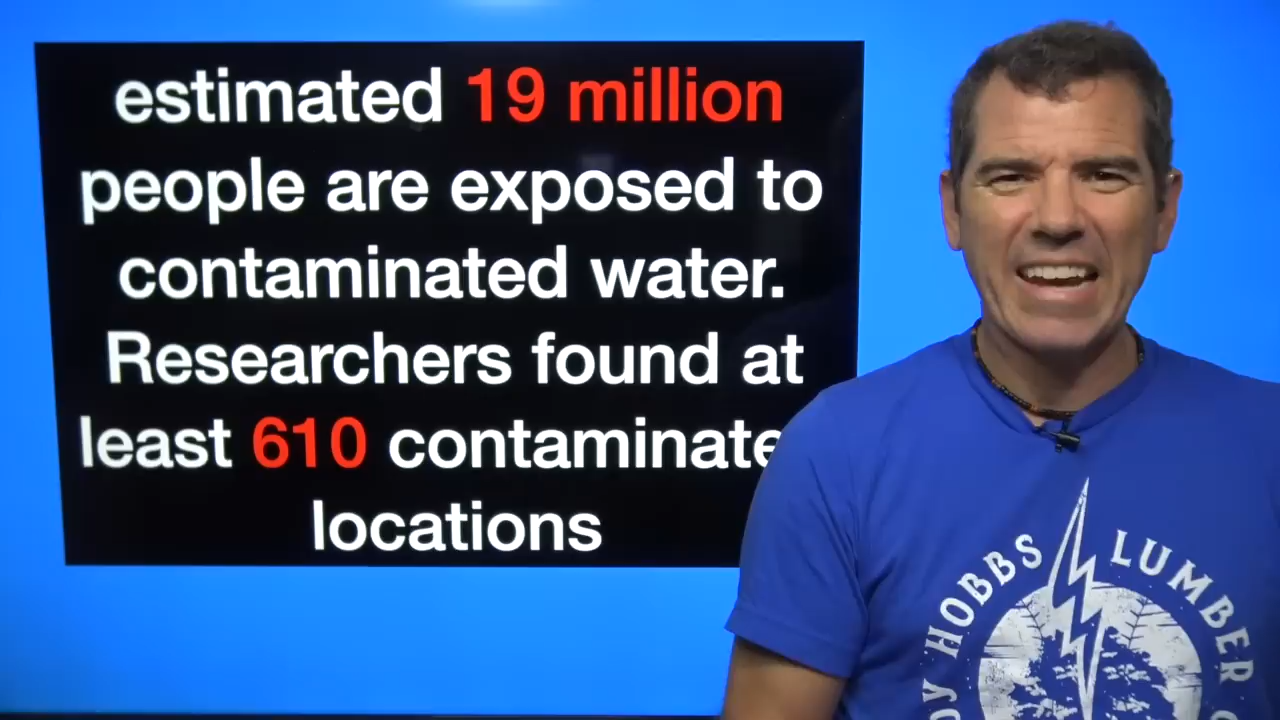 estimated 19 million
people are exposed to
contaminated water.
Researchers found at
least 610 contaminate
locations
HOBBS LUMBER